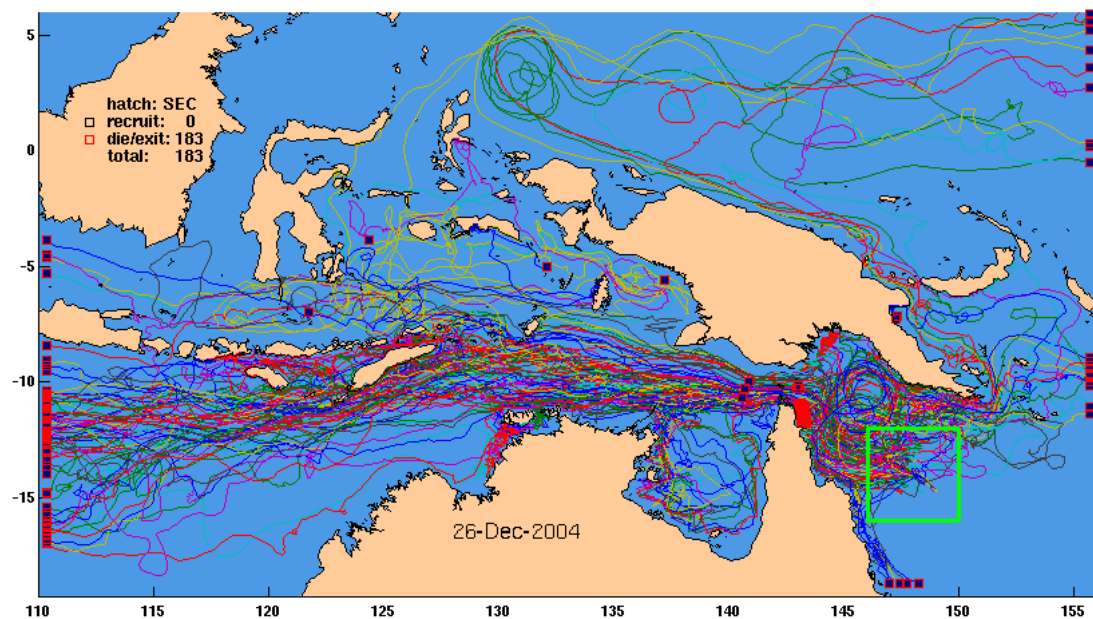 5
0
-5
-10
-15
hatch: SEC
recruit: 0
die/exit: 183
total: 183
26-Dec-2004
110 115 120 125 130 135 140 145 150 155